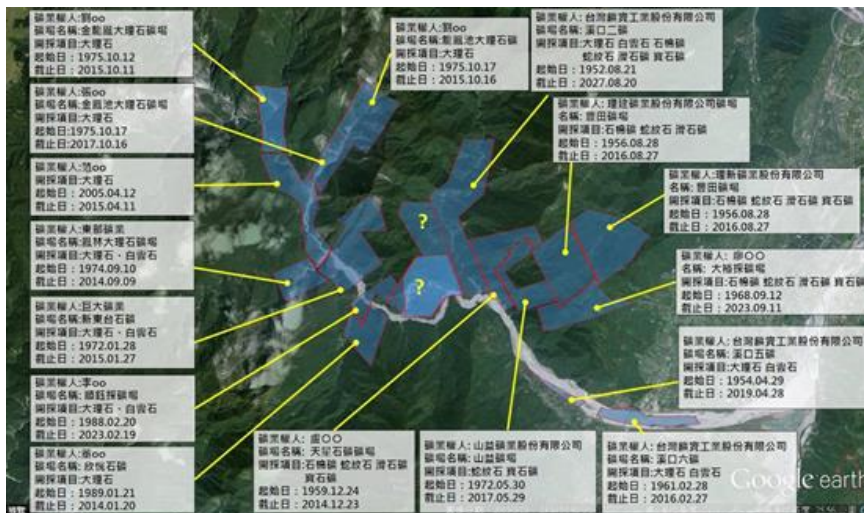 礦業權人:劉oo
礦場名稱:金龍鳳大理石礦場
開採項目:大理石
起始日:1975.10.12
截止日:2015.10.11
礦業權人:張oo
礦場名稱:金鳳池大理石礦場
開採項目:大理石
起始日:1975.10.17
截止日:2017.10.16
礦業權人:范oo
開採項目:大理石
起始日:2005.04.12
截止日:2015.04.11
礦業權人:東部礦業
礦場名稱:鳳林大理石礦場
開採項目:大理石、白雲石
起始日:1974.09.10
截止日:2014.09.09
礦業權人:巨大礦業
礦場名稱:新東台石礦
開採項目:大理石、白雲石
起始日:1972.01.28
截止日:2015.01.27
礦業權人:李oo
礦場名稱:順鈺採礦場
開採項目:大理石、白雲石
起始日:1988.02.20
截止日:2023.02.19
開採項目:大理石
起始日:1989.01.21
截止日:2014.01.20
礦業權人:劉oo
礦場名稱:龍鳳池大理石礦
開採項目:大理石
起始日:1975.10.17
截止日:2015.10.16
礦業權人:台灣鑛資工業股份有限公司
礦場名稱:溪口二礦
開採項目:大理石 白雲石 石棉礦
蛇紋石 滑石礦 寶石礦
起始日:1952.08.21
截止日:2027.08.20
礦業權人:理建礦業股份有限公司礦場
名稱:豐田礦場
開採項目:石棉礦 蛇紋石 滑石礦
起始日:1956.08.28
截止日:2016.08.27
礦業權人:理新礦業股份有限公司
名稱:豐田礦場
開採項目:石棉礦 蛇紋石 滑石礦 寶石礦
起始日:1956.08.28
截止日:2016.08.27
礦業權人:廖〇〇
名稱:大極採礦場
開採項目:石棉礦 蛇紋石 滑石礦 寶石礦
起始日:1968.09.12
截止日:2023.09.11
礦業權人:台灣鑛資工業股份有限公司
礦場名稱:溪口五礦
開採項目:大理石 白雲石
起始日:1954.04.29
截止日:2019.04.28
?
?
礦業權人:盧〇〇
礦場名稱:天星石礦礦場
開採項目:石棉礦 蛇紋石 滑石礦
寶石礦
起始日:1959.12.24
截止日:2014.12.23
礦業權人:山益礦業股份有限公司
礦場名稱:山益礦場
開採項目:蛇紋石 寶石礦
起始日:1972.05.30
截止日:2017.05.29
礦業權人:台灣鑛資工業股份有限公司
礦場名稱:溪口六礦
開採項目:大理石 白雲石
起始日:1961.02.28
截止日:2016.02.27
Google earth